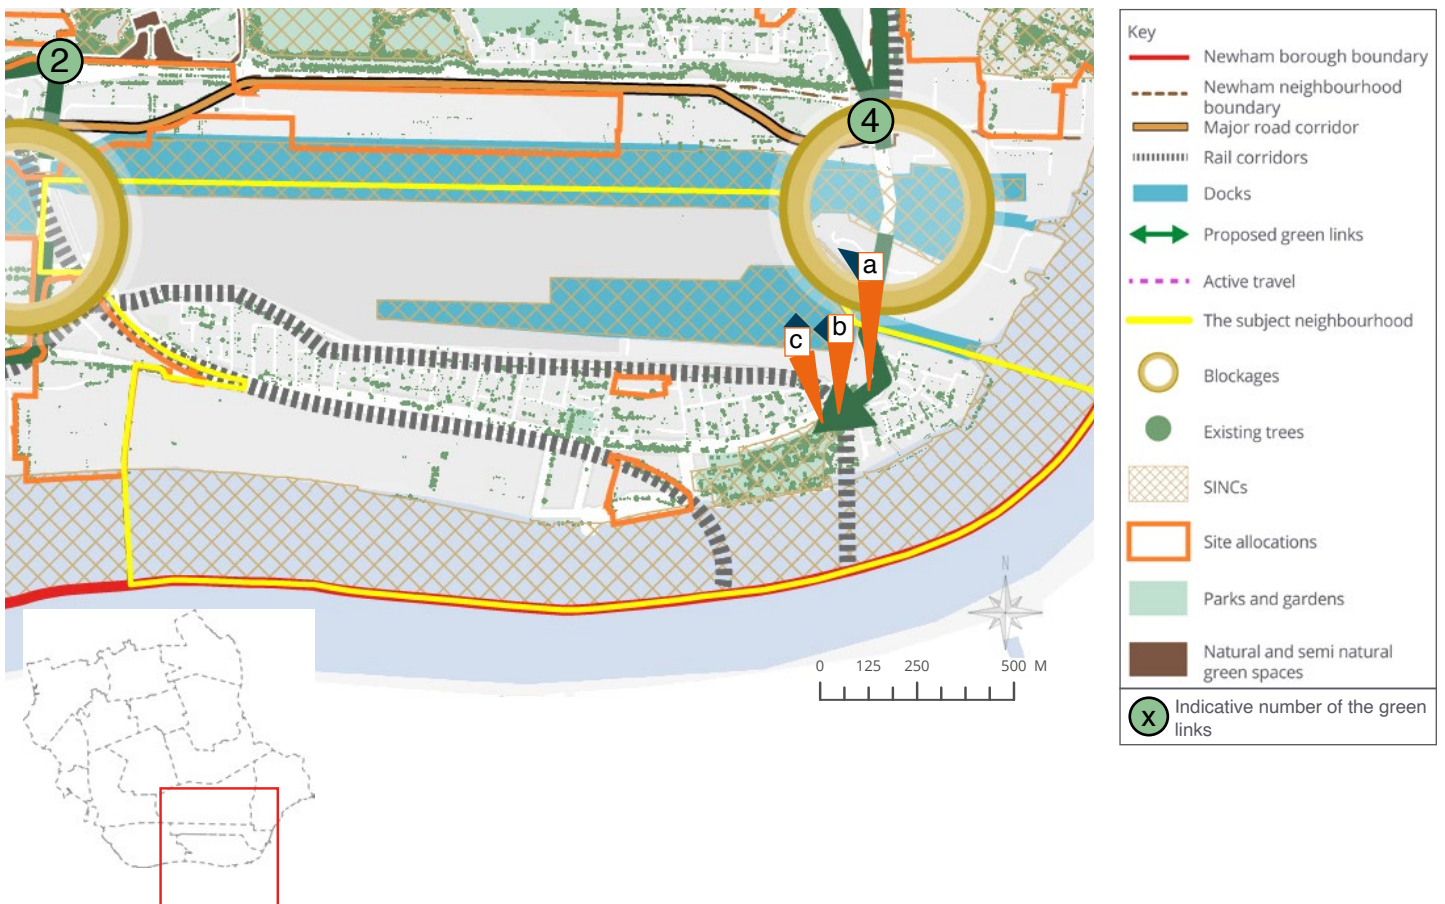 2
4
a
b
c
N
0 125 250 500 M
Key
Newham borough boundary
Newham neighbourhood
boundary
Major road corridor
Rail corridors
Docks
Proposed green links
Active travel
The subject neighbourhood
Blockages
Existing trees
SINCs
Site allocations
Parks and gardens
Natural and semi natural
green spaces
x Indicative number of the green
links